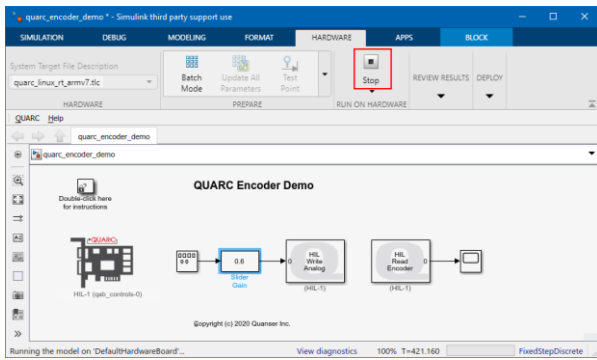 quarc_encoder_demo * - Simulink third party support use
SIMULATION DEBUG MODELING FORMAT HARDWARE APPS BLOCK
System Target File Description
quarc_linux_rt_armv7.tlc
Batch Mode
Update All Parameters
Test Point
Stop
REVIEW RESULTS
DEPLOY
HARDWARE PREPARE RUN ON HARDWARE
QUARC Help
quarc_encoder_demo
quarc_encoder_demo
Double-click here
for instructions
QUARC Encoder Demo
QUARC
HIL-1 (qab_controls-0)
0.6
Slider
Gain
0
HIL
Write
Analog
(HIL-1)
HIL
Read
Encoder
0
(HIL-1)
©opyright (c) 2020 Quanser Inc.
Running the model on 'DefaultHardwareBoard'... View diagnostics 100% T=421.160 FixedStepDiscrete